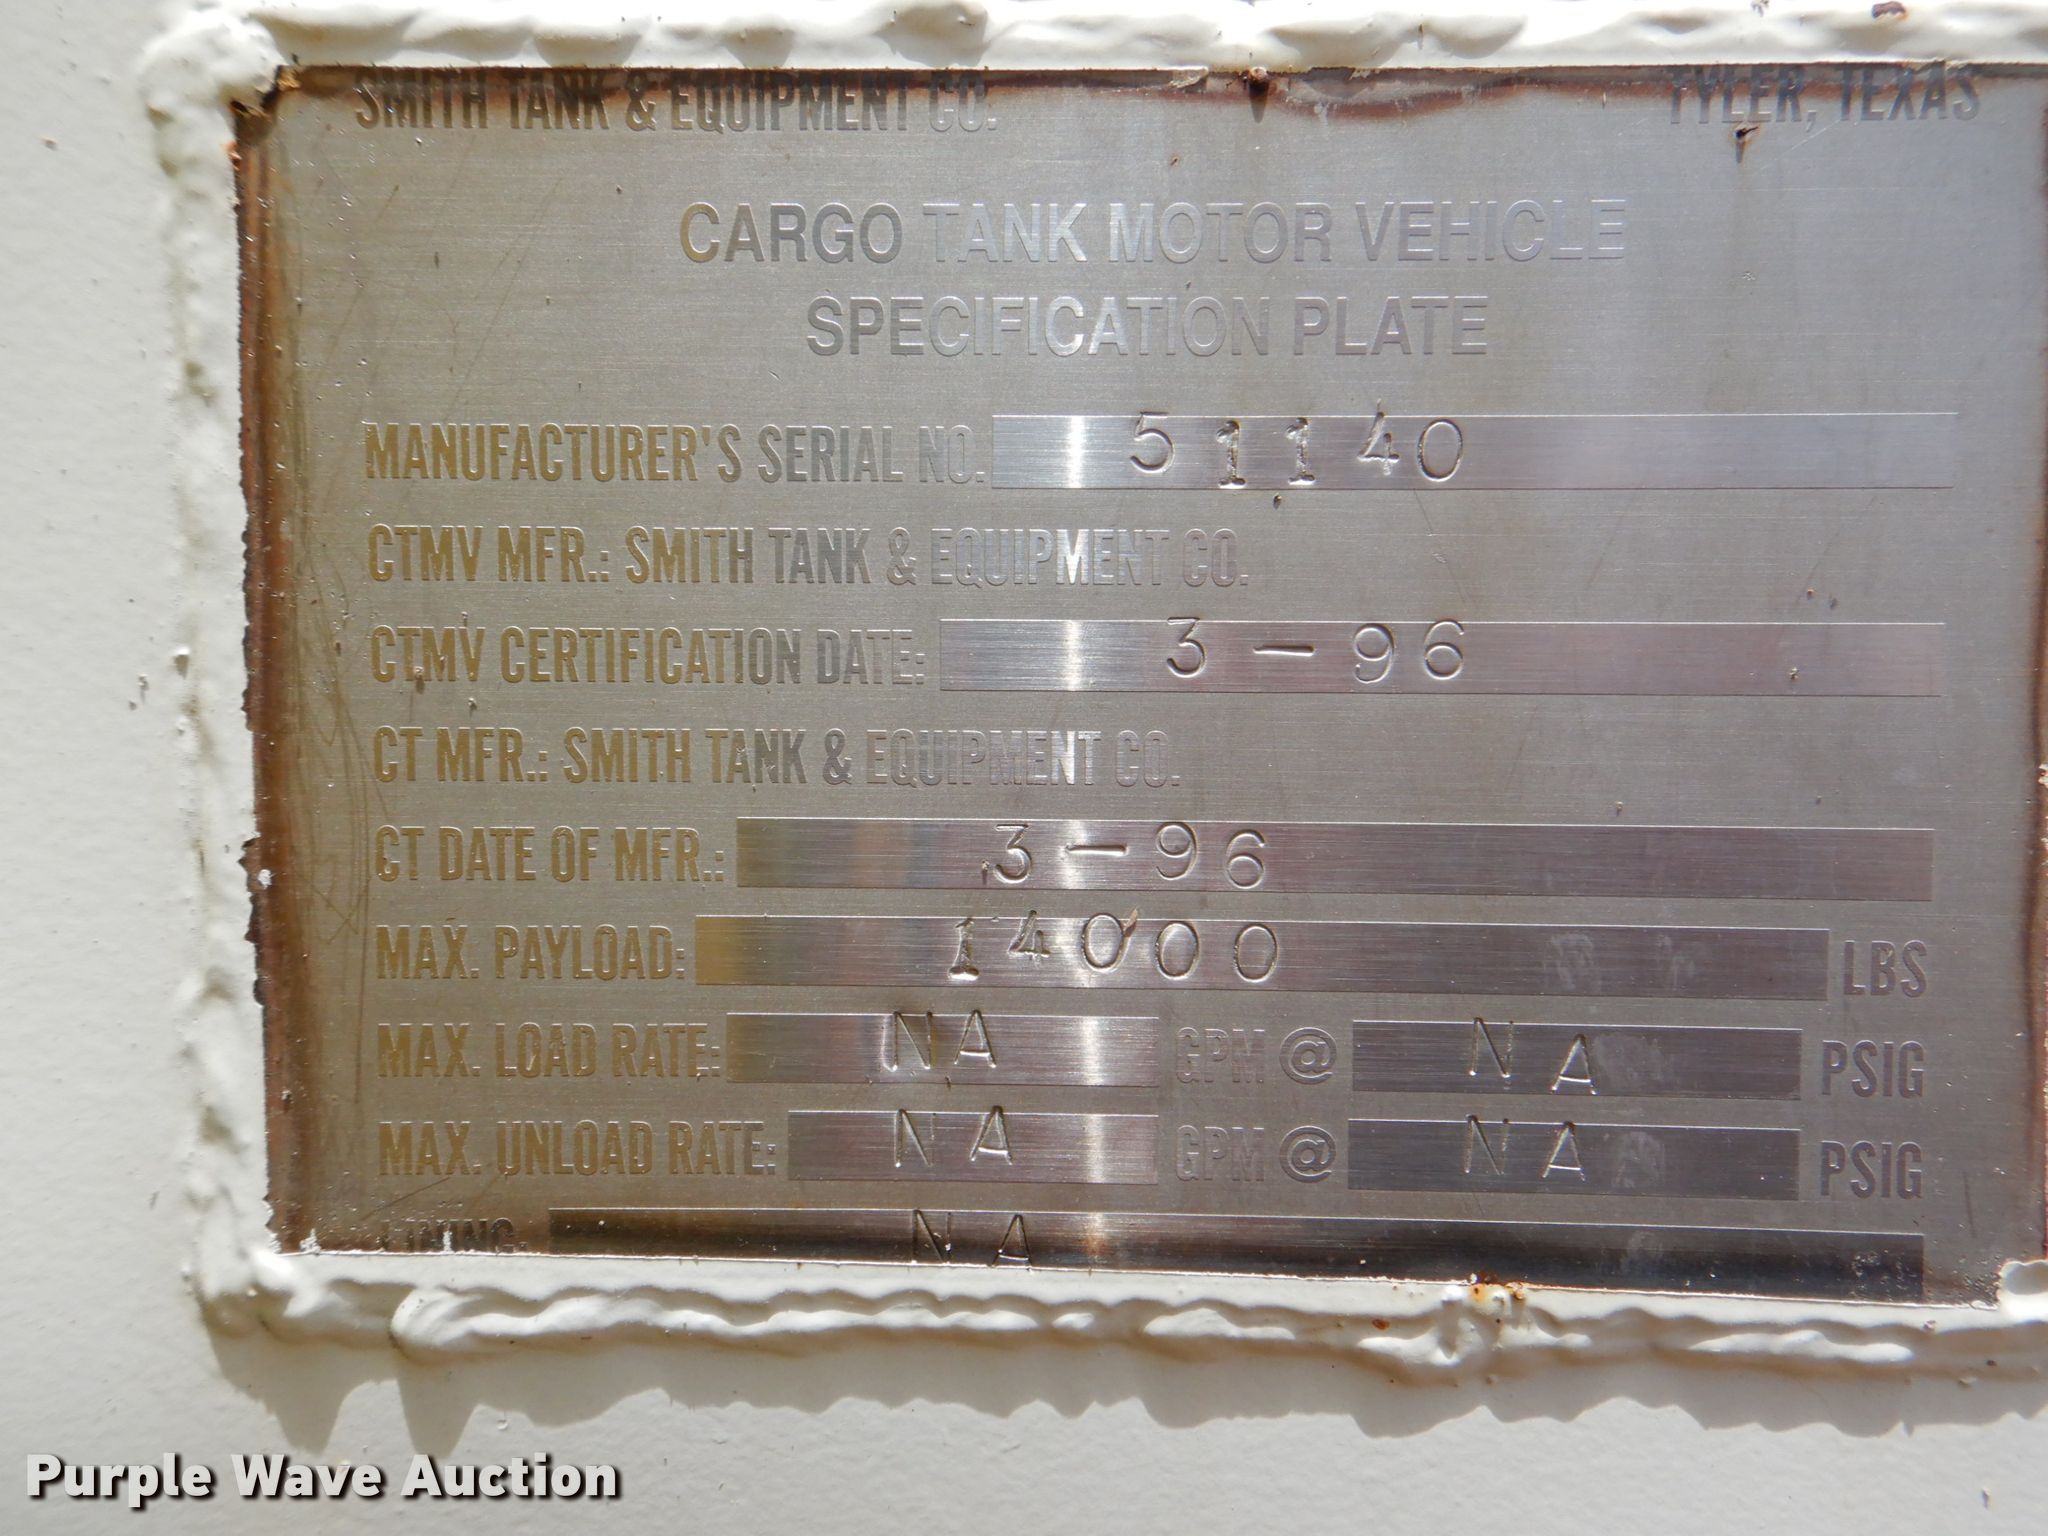 SMITH TANK & EQUIPMENT CO. TYLER, TEXAS
CARGO TANK MOTOR VEHICLE
SPECIFICATION PLATE
MANUFACTURER'S SERIAL NO. 51140
CTMV MFR.: SMITH TANK & EQUIPMENT CO.
CTMV CERTIFICATION DATE: 3-96
CT MFR.: SMITH TANK & EQUIPMENT CO.
CT DATE OF MFR.: 3-96
MAX. PAYLOAD: 14000 LBS
MAX. LOAD RATE: NA GPM @ NA PSIG
MAX. UNLOAD RATE: NA GPM @ NA PSIG
LINING: NA
Purple Wave Auction